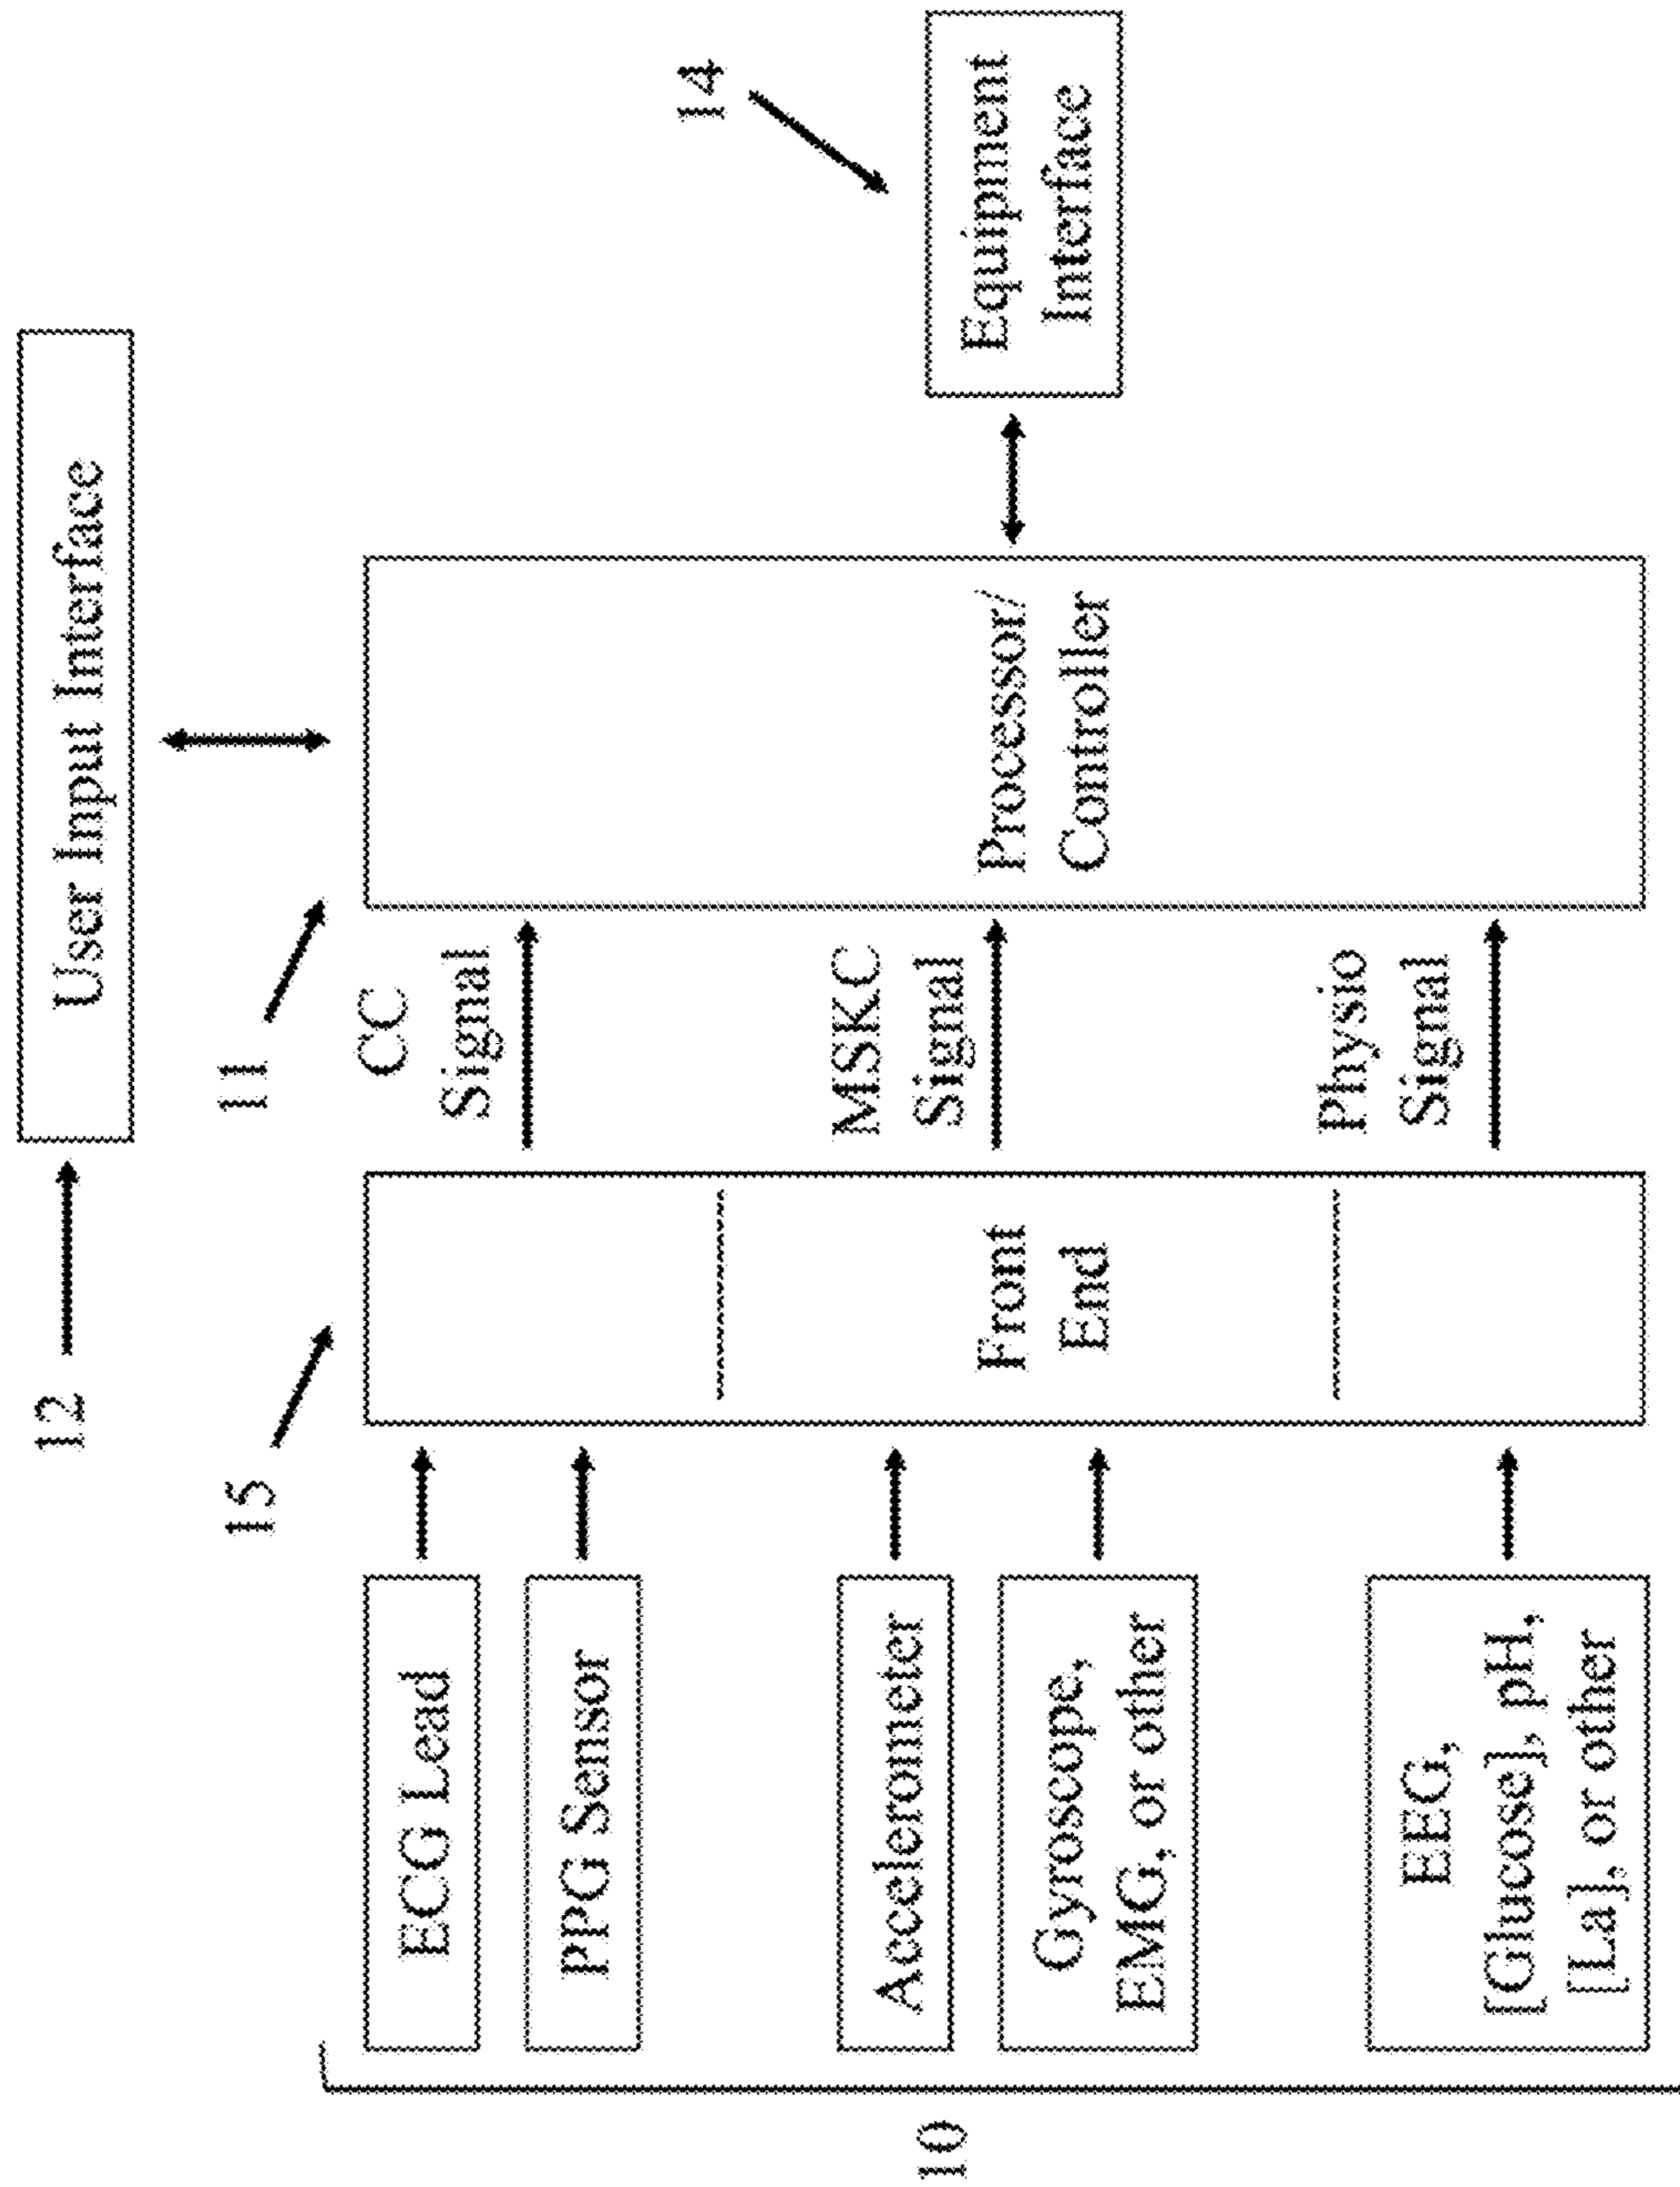 12
User Input Interface
15
11
14
10
ECG Lead
PPG Sensor
Accelerometer
Gyroscope,
EMG, or other
EEG,
[Glucose], pH,
[La], or other
Front
End
CC
Signal
MSKC
Signal
Physio
Signal
Processor/
Controller
Equipment
Interface